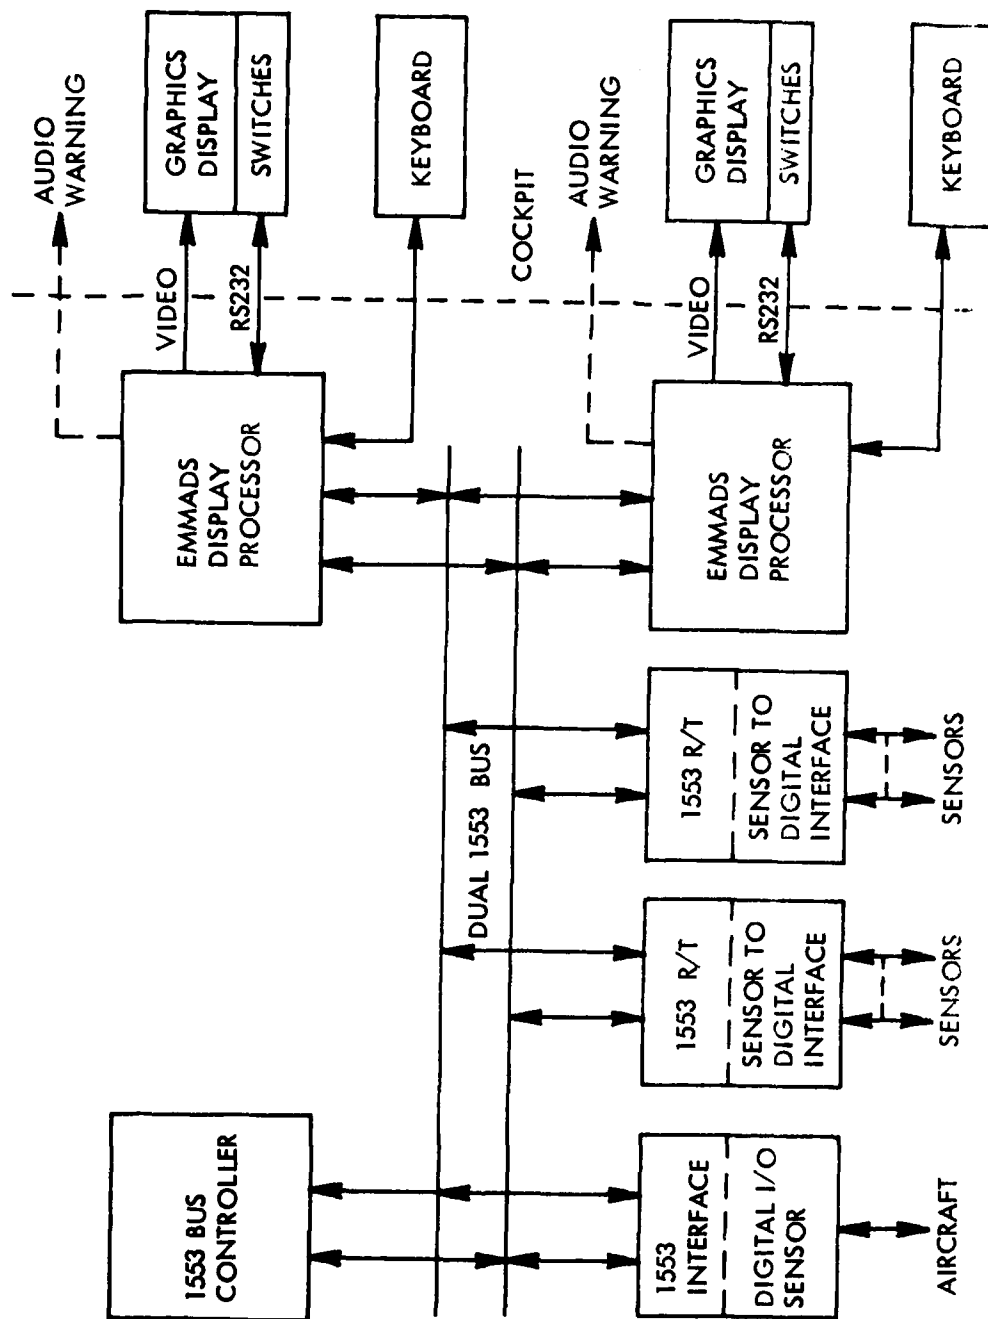 1553 BUS
CONTROLLER
EMMADS
DISPLAY
PROCESSOR
AUDIO
WARNING
VIDEO
GRAPHICS
DISPLAY
RS232
SWITCHES
KEYBOARD
DUAL 1553 BUS
COCKPIT
1553
INTERFACE
DIGITAL I/O
SENSOR
AIRCRAFT
1553 R/T
SENSOR TO
DIGITAL
INTERFACE
SENSORS
1553 R/T
SENSOR TO
DIGITAL
INTERFACE
SENSORS
EMMADS
DISPLAY
PROCESSOR
AUDIO
WARNING
VIDEO
GRAPHICS
DISPLAY
RS232
SWITCHES
KEYBOARD